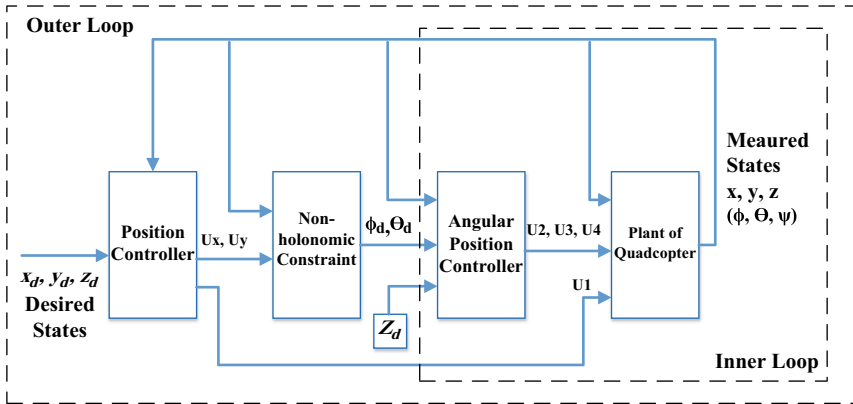 Outer Loop
Position
Controller
Ux, Uy
Non-
holonomic
Constraint
ϕd,ϴd
Angular
Position
Controller
U2, U3, U4
Plant of
Quadcopter
Meaured
States
x, y, z
(ϕ, ϴ, ψ)
xd, yd, zd
Desired
States
Zd
U1
Inner Loop